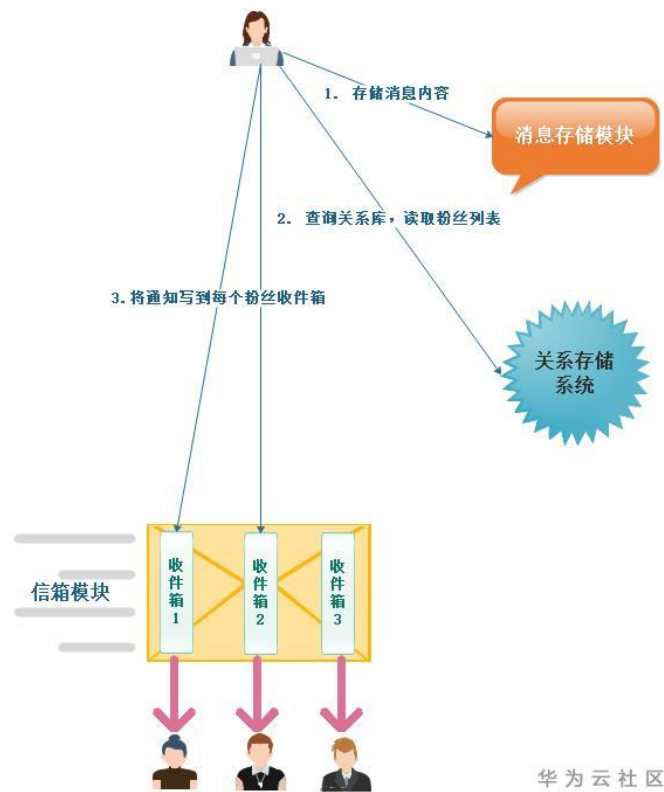 1. 存储消息内容
消息存储模块
2. 查询关系库，读取粉丝列表
3.将通知写到每个粉丝收件箱
关系存储
系统
信箱模块
收件箱1
收件箱2
收件箱3
华为云社区